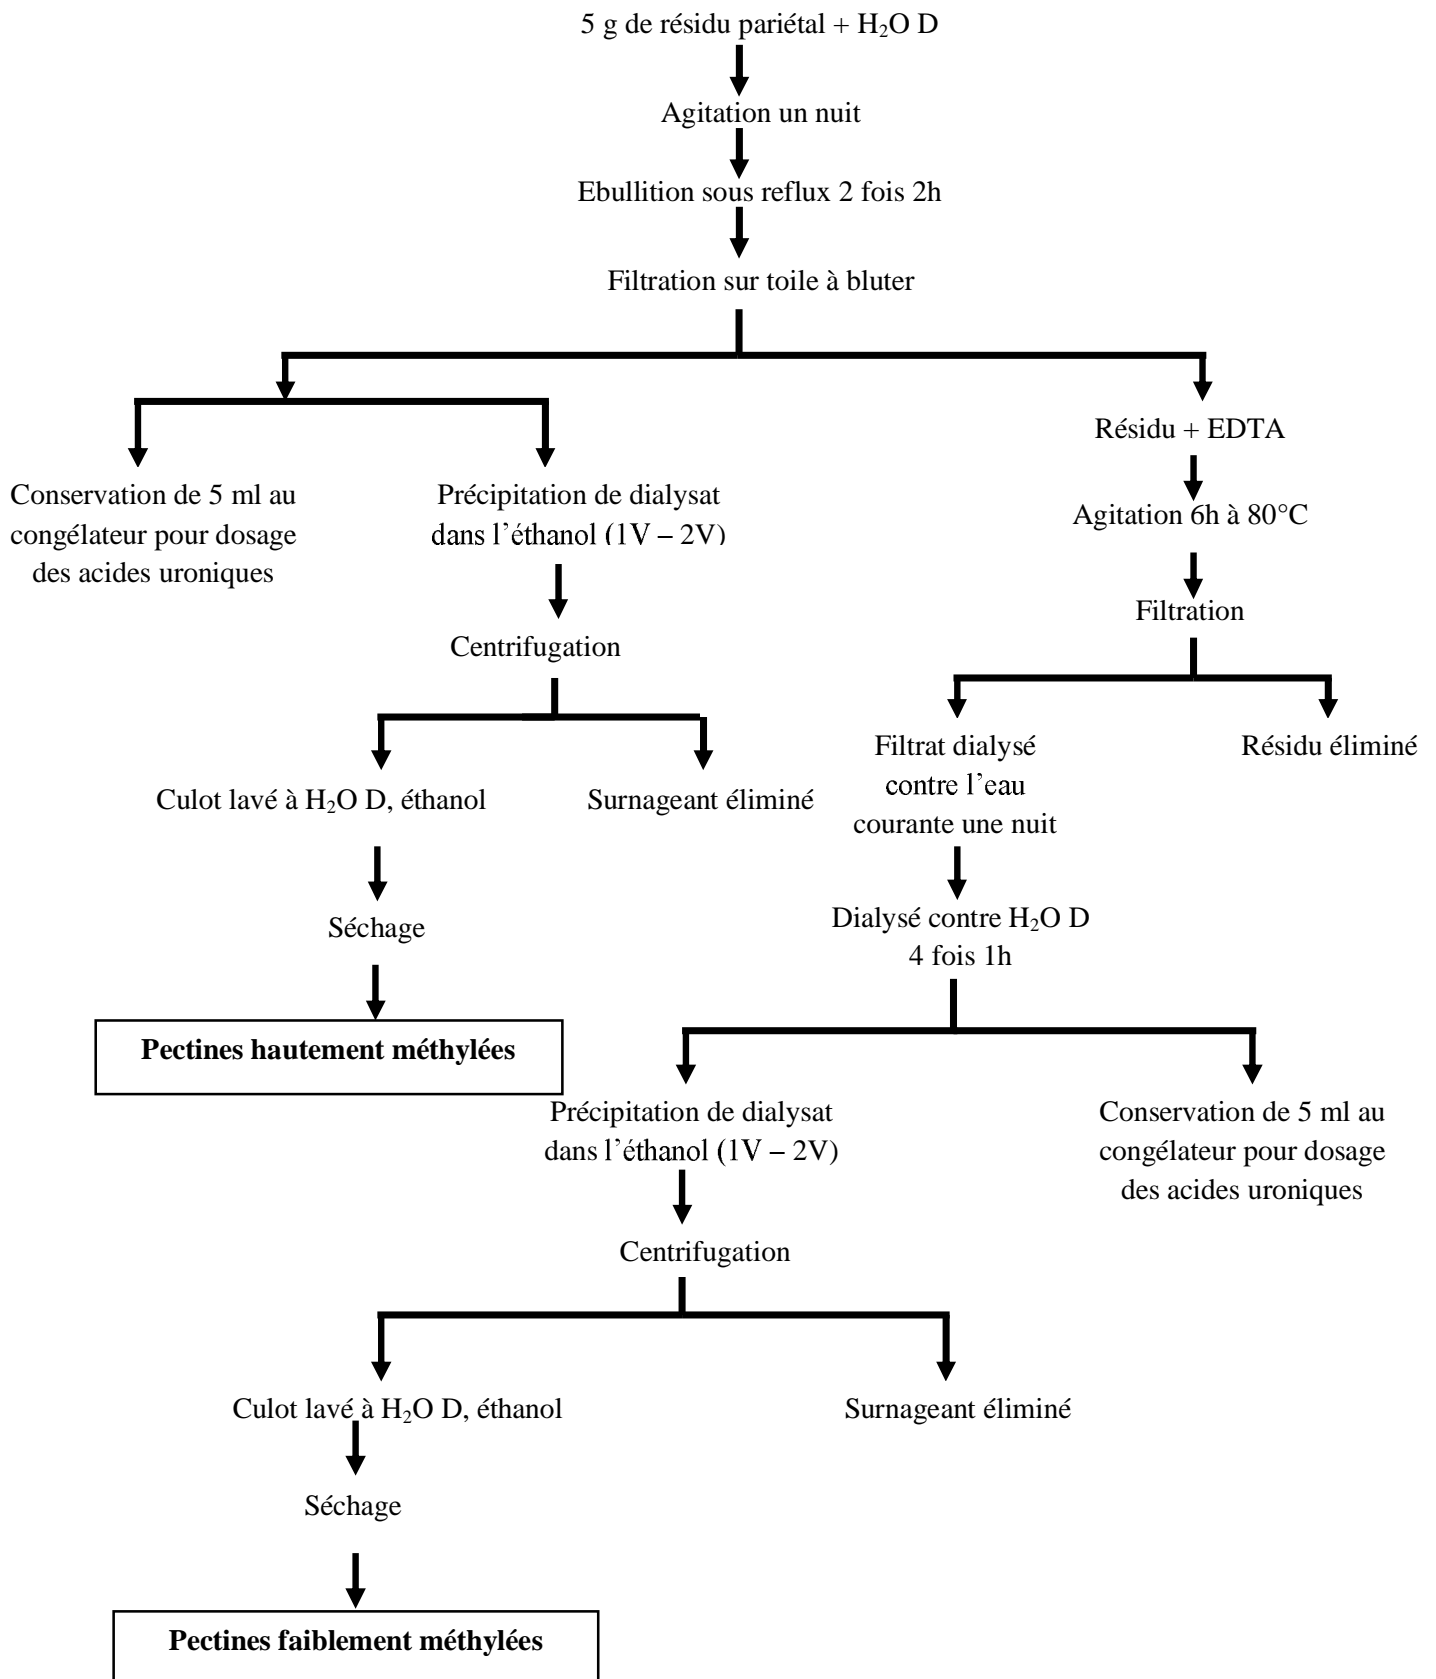 5 g de résidu pariétal + H₂O D
Agitation un nuit
Ebullition sous reflux 2 fois 2h
Filtration sur toile à bluter
Conservation de 5 ml au
congélateur pour dosage
des acides uroniques
Précipitation de dialysat
dans l’éthanol (1V – 2V)
Centrifugation
Culot lavé à H₂O D, éthanol
Surnageant éliminé
Séchage
Pectines hautement méthylées
Résidu + EDTA
Agitation 6h à 80°C
Filtration
Filtrat dialysé
contre l’eau
courante une nuit
Résidu éliminé
Dialysé contre H₂O D
4 fois 1h
Précipitation de dialysat
dans l’éthanol (1V – 2V)
Conservation de 5 ml au
congélateur pour dosage
des acides uroniques
Centrifugation
Culot lavé à H₂O D, éthanol
Surnageant éliminé
Séchage
Pectines faiblement méthylées